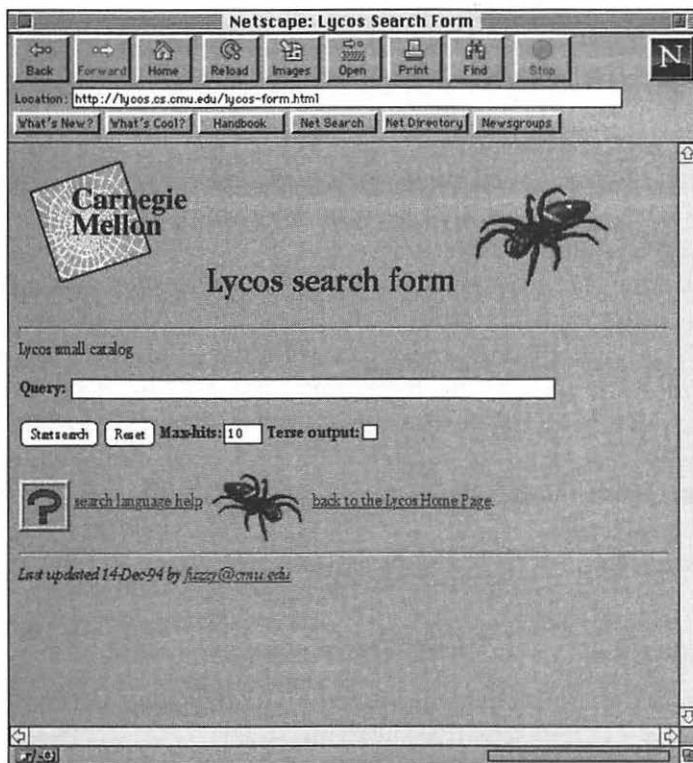 Netscape: Lycos Search Form
Back Forward Home Reload Images Open Print Find Stop
N
Location: http://lycos.cs.cmu.edu/lycos-form.html
What's New? What's Cool? Handbook Net Search Net Directory Newsgroups
Carnegie
Mellon
Lycos search form
Lycos small catalog
Query:
Start search Reset Max-hits: 10 Terse output:
? search language help back to the Lycos Home Page.
Last updated 14-Dec-94 by fuzzy@cmu.edu